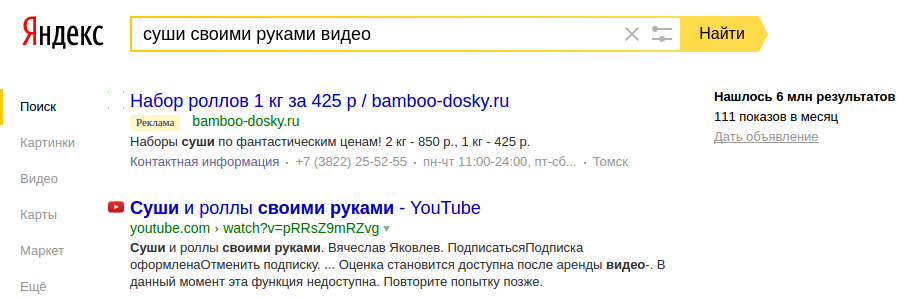 Яндекс
суши своими руками видео
Найти
Поиск
Картинки
Видео
Карты
Маркет
Ещё
Набор роллов 1 кг за 425 р / bamboo-dosky.ru
Реклама bamboo-dosky.ru
Наборы суши по фантастическим ценам! 2 кг - 850 р., 1 кг - 425 р.
Контактная информация · +7 (3822) 25-52-55 · пн-чт 11:00-24:00, пт-сб... · Томск
Суши и роллы своими руками - YouTube
youtube.com › watch?v=pRRsZ9mRZvg
Суши и роллы своими руками. Вячеслав Яковлев. ПодписатьсяПодписка
оформленаОтменить подписку. ... Оценка становится доступна после аренды видео-. В
данный момент эта функция недоступна. Повторите попытку позже.
Нашлось 6 млн результатов
111 показов в месяц
Дать объявление